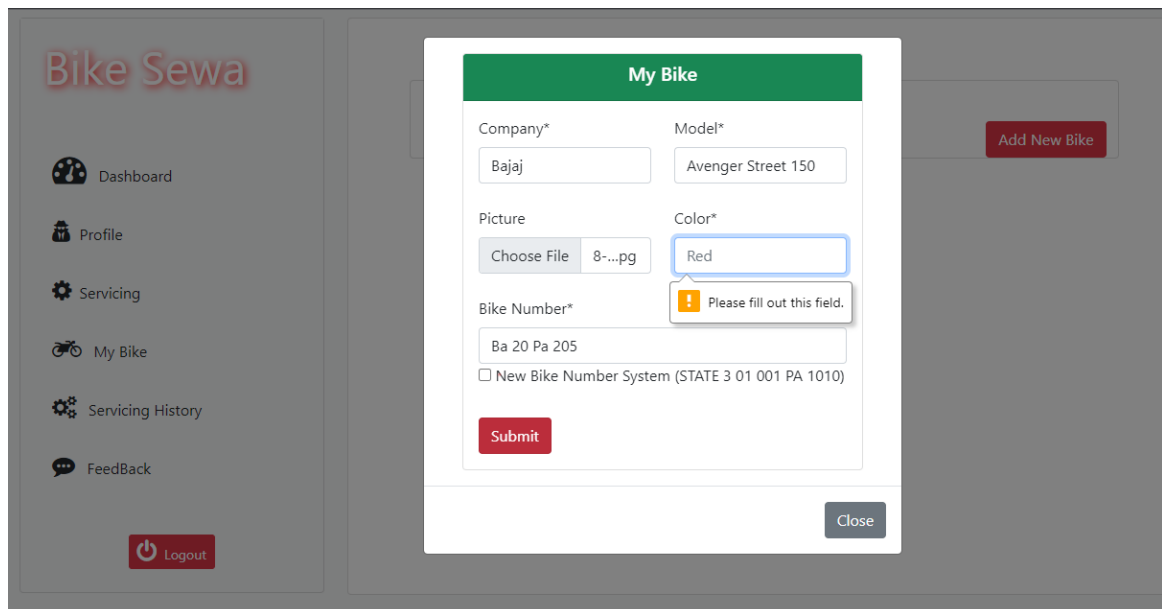 Bike Sewa
Dashboard
Profile
Servicing
My Bike
Servicing History
FeedBack
Logout
Add New Bike
My Bike
Company* Model*
Bajaj Avenger Street 150
Picture Color*
Choose File 8-...pg Red
Please fill out this field.
Bike Number*
Ba 20 Pa 205
New Bike Number System (STATE 3 01 001 PA 1010)
Submit
Close